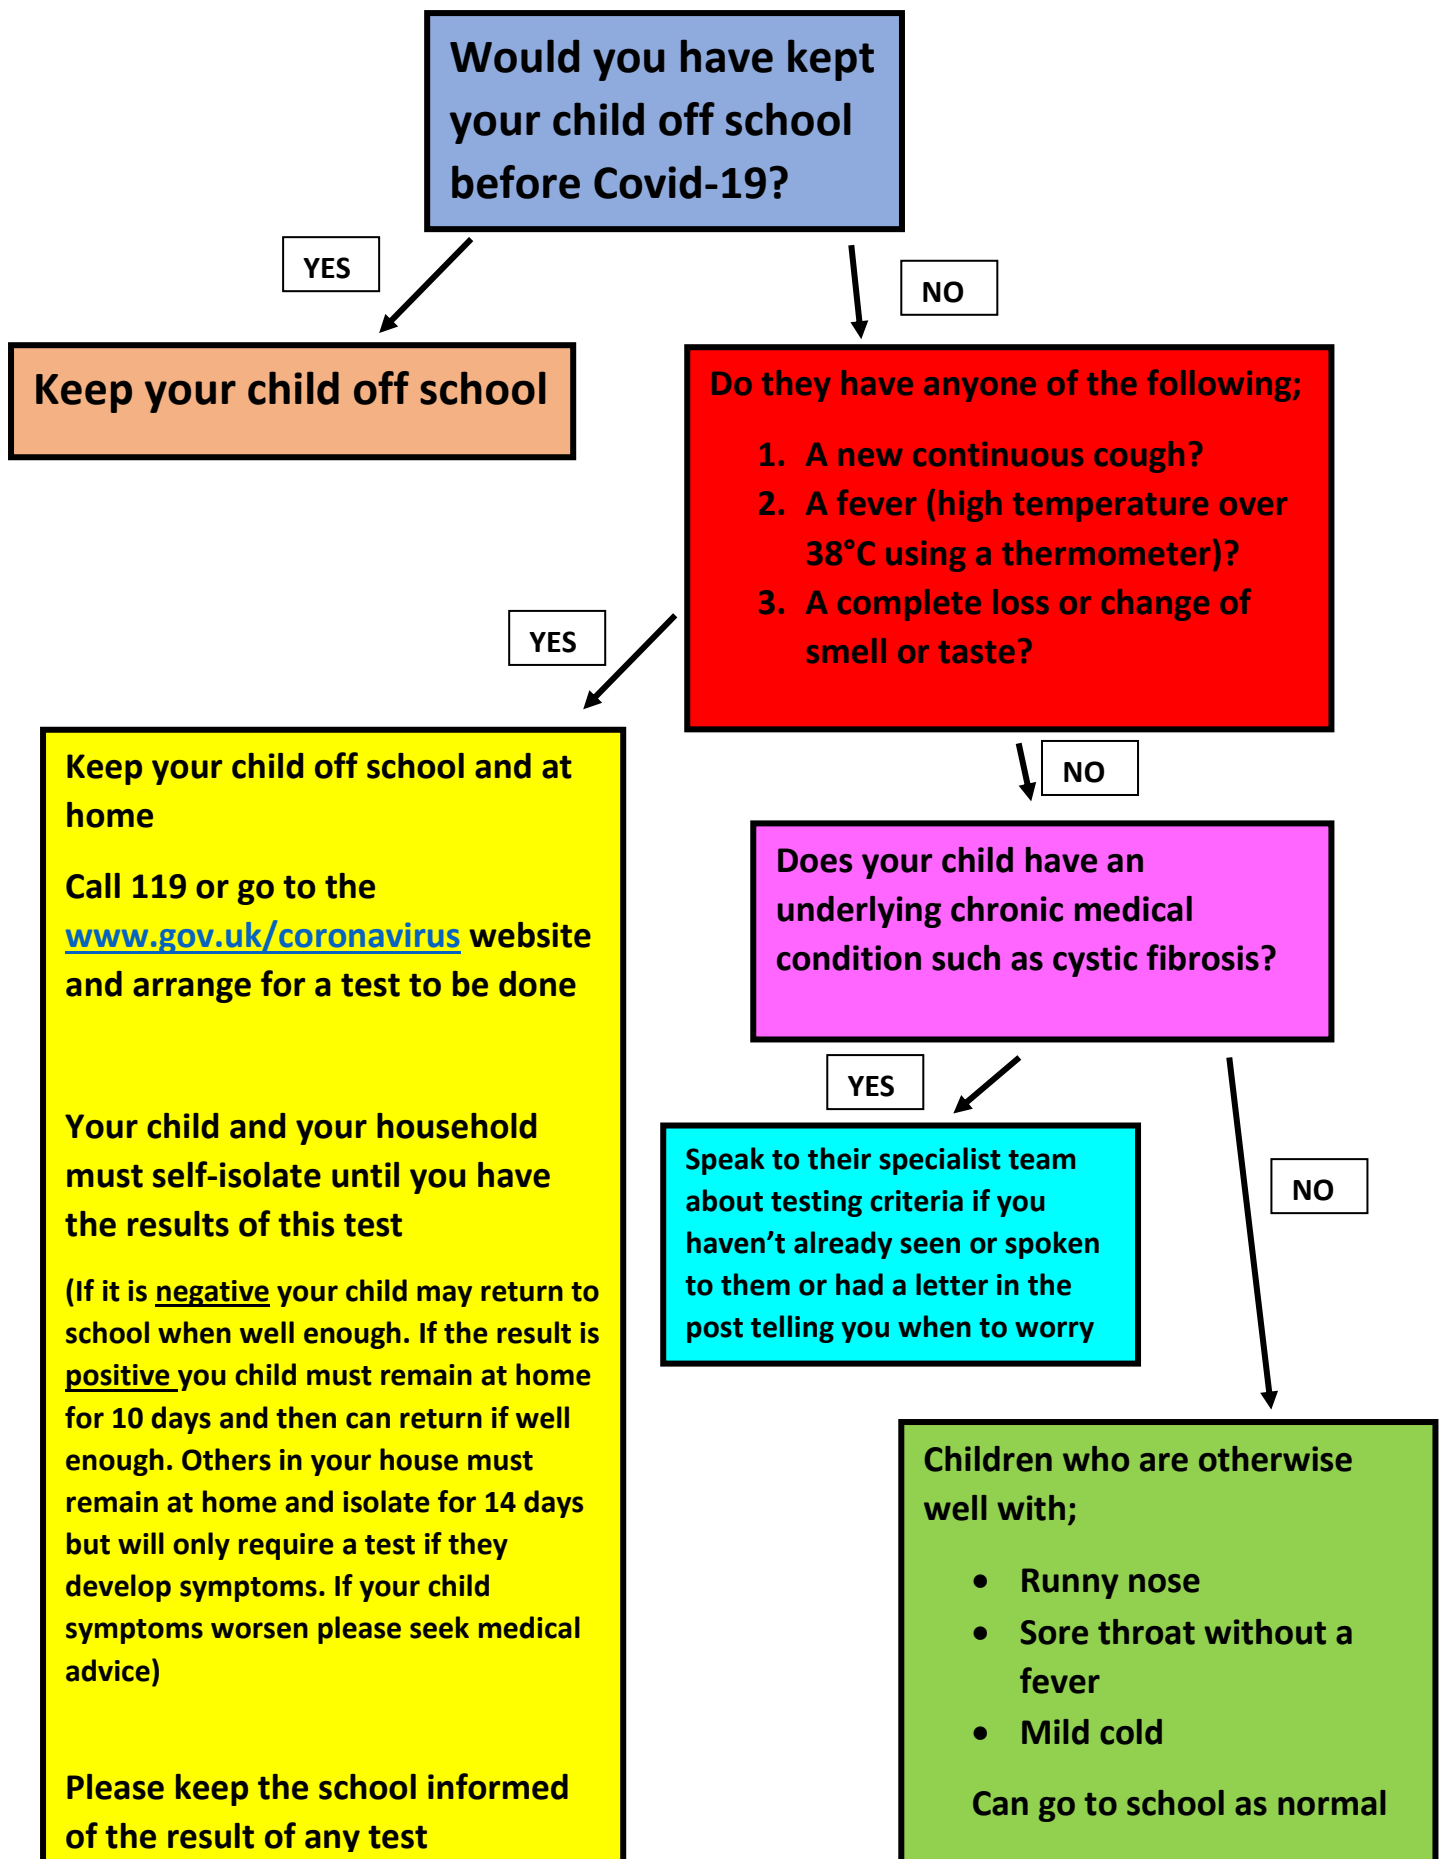 Would you have kept
your child off school
before Covid-19?
YES
NO
Keep your child off school
Do they have anyone of the following;
1. A new continuous cough?
2. A fever (high temperature over
38°C using a thermometer)?
3. A complete loss or change of
smell or taste?
YES
NO
Keep your child off school and at
home
Call 119 or go to the
www.gov.uk/coronavirus website
and arrange for a test to be done
Your child and your household
must self-isolate until you have
the results of this test
(If it is negative your child may return to
school when well enough. If the result is
positive you child must remain at home
for 10 days and then can return if well
enough. Others in your house must
remain at home and isolate for 14 days
but will only require a test if they
develop symptoms. If your child
symptoms worsen please seek medical
advice)
Please keep the school informed
of the result of any test
Does your child have an
underlying chronic medical
condition such as cystic fibrosis?
YES
NO
Speak to their specialist team
about testing criteria if you
haven't already seen or spoken
to them or had a letter in the
post telling you when to worry
Children who are otherwise
well with;
• Runny nose
• Sore throat without a
fever
• Mild cold
Can go to school as normal